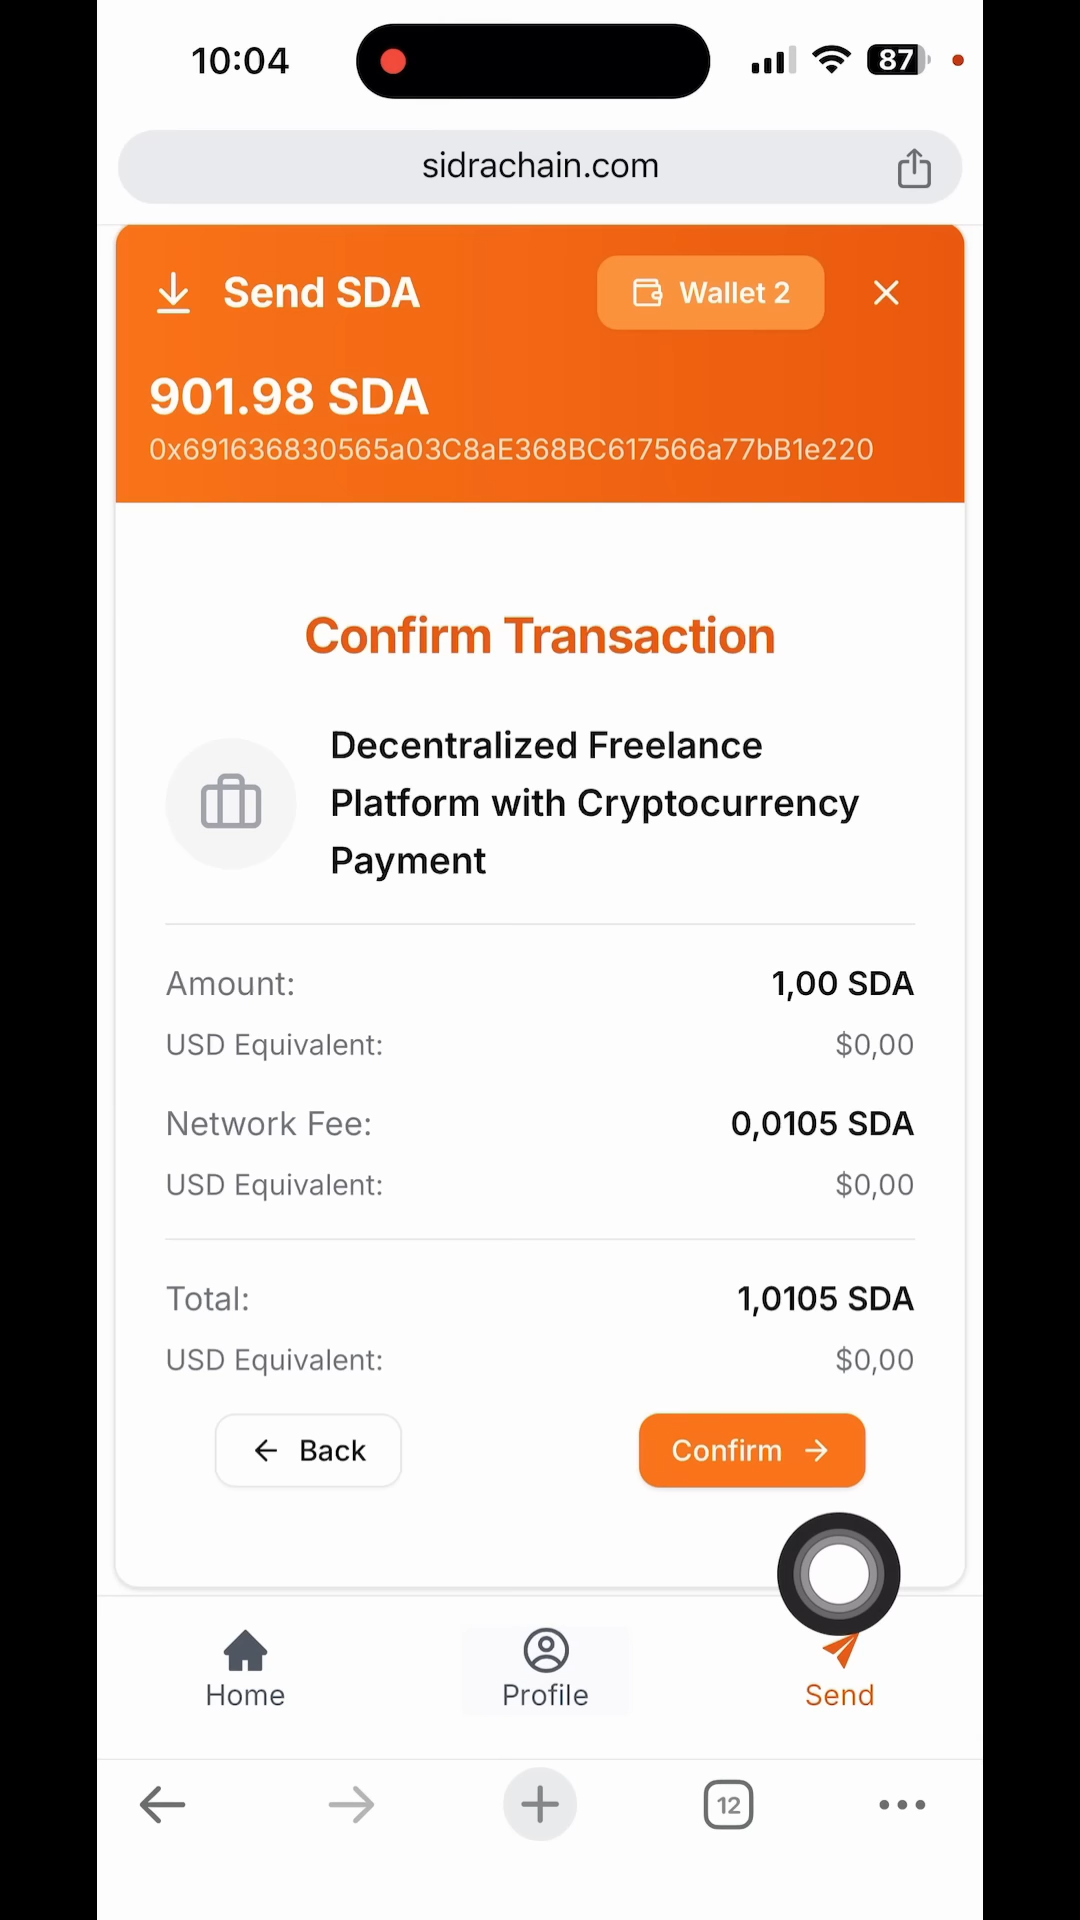 10:04
87
sidrachain.com
Send SDA
Wallet 2
901.98 SDA
0x691636830565a03C8aE368BC617566a77bB1e220
Confirm Transaction
Decentralized Freelance
Platform with Cryptocurrency
Payment
Amount:
1,00 SDA
USD Equivalent:
$0,00
Network Fee:
0,0105 SDA
USD Equivalent:
$0,00
Total:
1,0105 SDA
USD Equivalent:
$0,00
Back
Confirm
Home
Profile
Send
12